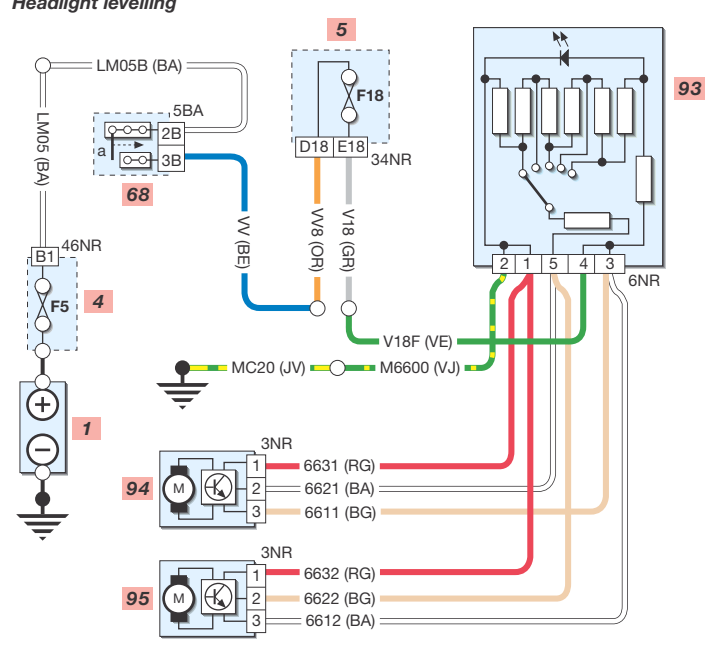 Headlight levelling
5
LM05B (BA)
93
F18
5BA
2B
a
3B
D18 E18
34NR
68
LM05 (BA)
VV (BE)
VV8 (OR)
V18 (GR)
46NR
B1
2 1 5 4 3
6NR
F5
4
V18F (VE)
MC20 (JV)
M6600 (VJ)
+
1
−
3NR
94
M
1
6631 (RG)
2
6621 (BA)
3
6611 (BG)
3NR
95
M
1
6632 (RG)
2
6622 (BG)
3
6612 (BA)